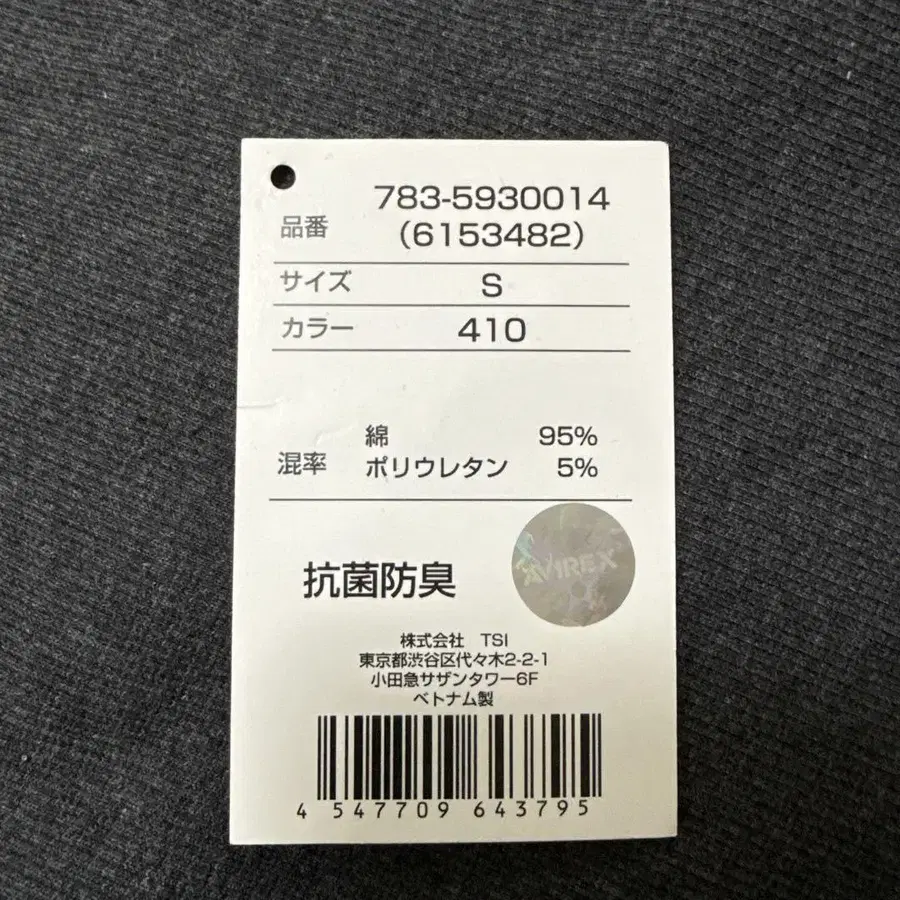 783-5930014
品番 (6153482)
サイズ S
カラー 410
綿 95%
混率 ポリウレタン 5%
抗菌防臭
AVIREX
株式会社 TSI
東京都渋谷区代々木2-2-1
小田急サザンタワー6F
ベトナム製
4 547709 643795